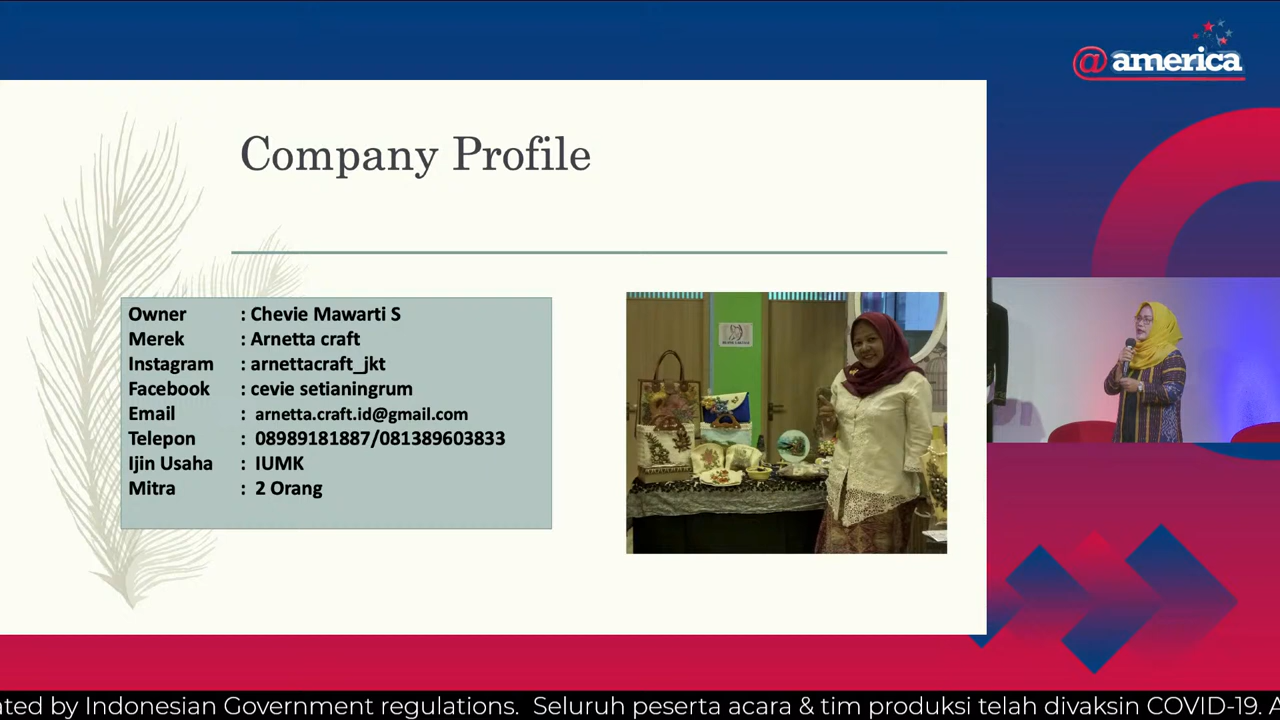 @america
Company Profile
Owner : Chevie Mawarti S
Merek : Arnetta craft
Instagram : arnettacraft_jkt
Facebook : cevie setianingrum
Email : arnetta.craft.id@gmail.com
Telepon : 08989181887/081389603833
Ijin Usaha : IUMK
Mitra : 2 Orang
ated by Indonesian Government regulations. Seluruh peserta acara & tim produksi telah divaksin COVID-19. A